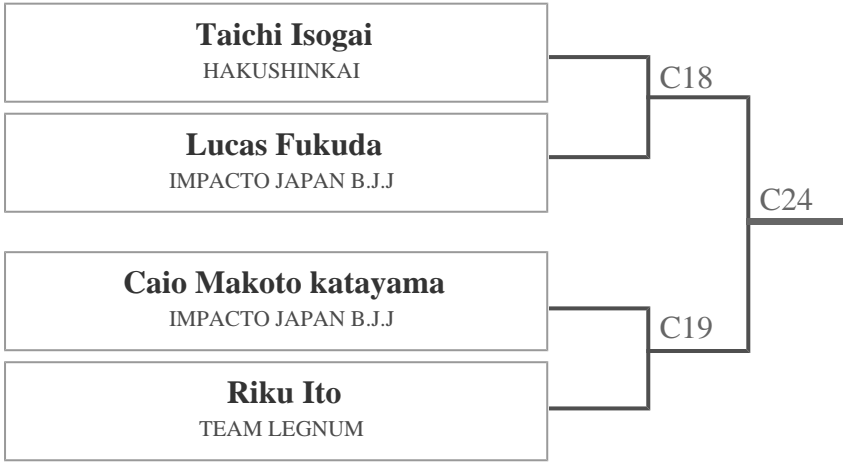 Taichi Isogai
HAKUSHINKAI
C18
Lucas Fukuda
IMPACTO JAPAN B.J.J
C24
Caio Makoto katayama
IMPACTO JAPAN B.J.J
C19
Riku Ito
TEAM LEGNUM